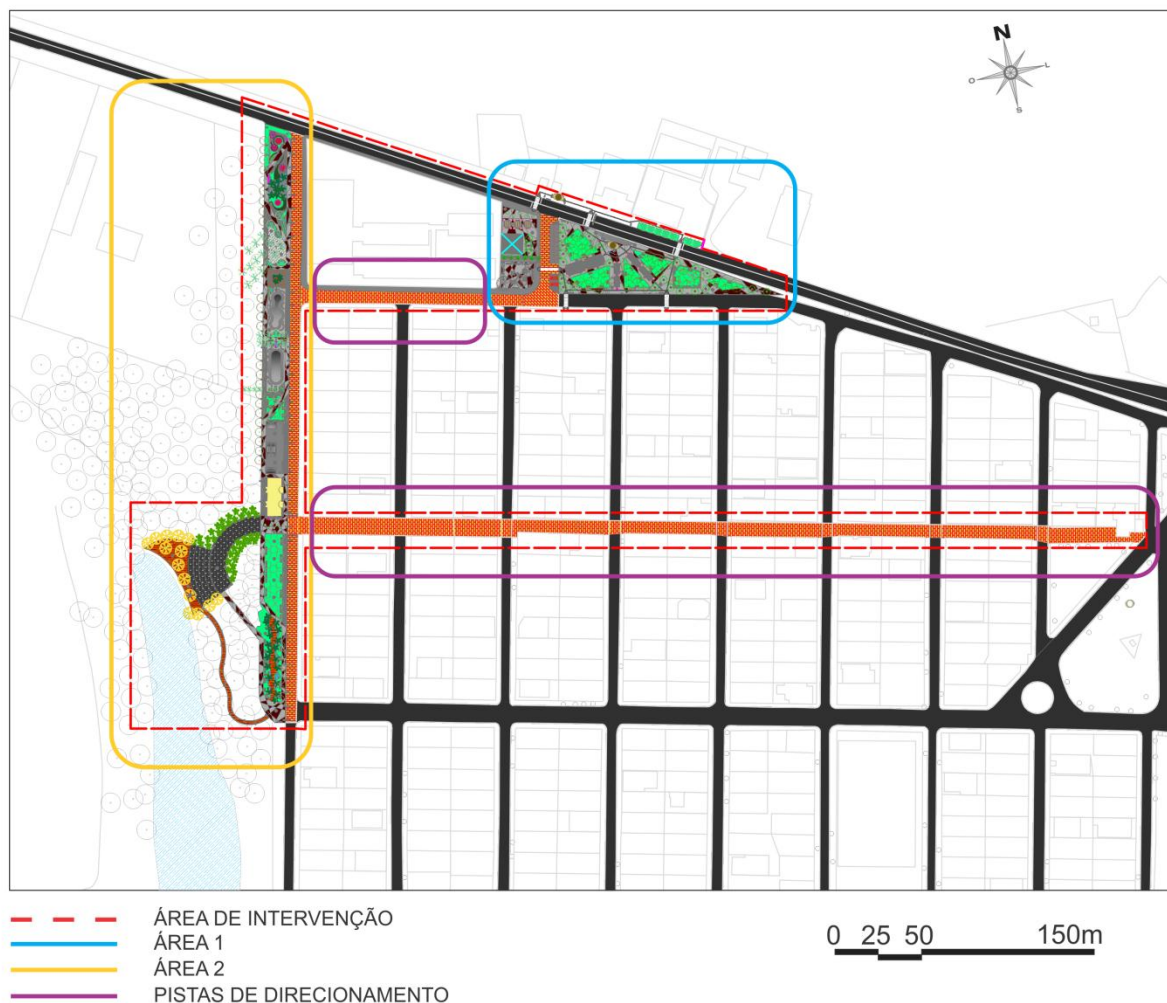 N
O
L
S
ÁREA DE INTERVENÇÃO
ÁREA 1
ÁREA 2
PISTAS DE DIRECIONAMENTO
0 25 50 150m